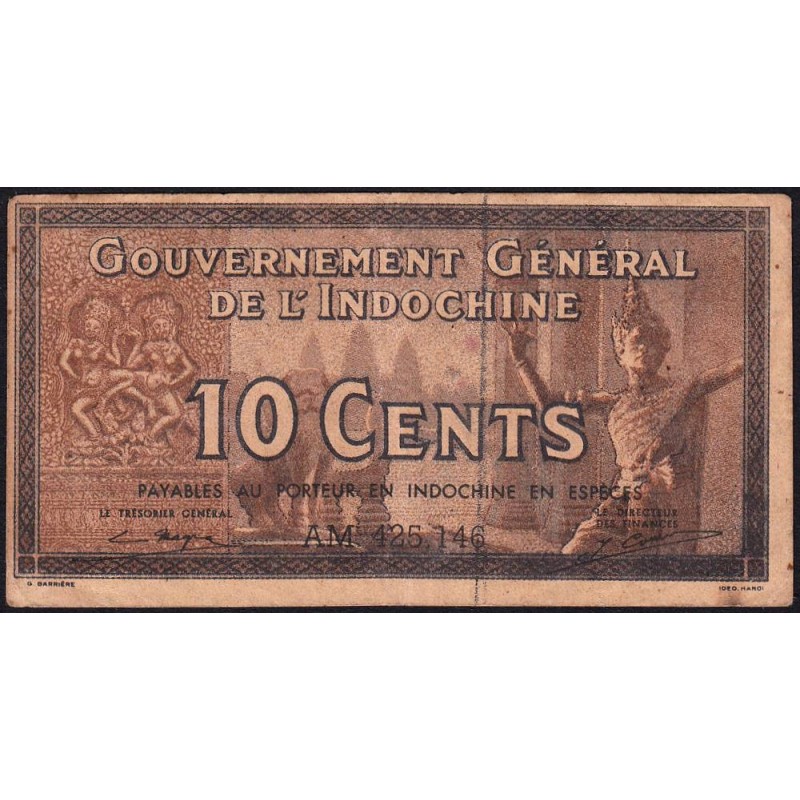 GOUVERNEMENT GÉNÉRAL
DE L'INDOCHINE
10 CENTS
PAYABLES AU PORTEUR EN INDOCHINE EN ESPÈCES
LE TRÉSORIER GÉNÉRAL
LE DIRECTEUR
DES FINANCES
AM 425.146
G. BARRIÈRE
IDEO. HANOI